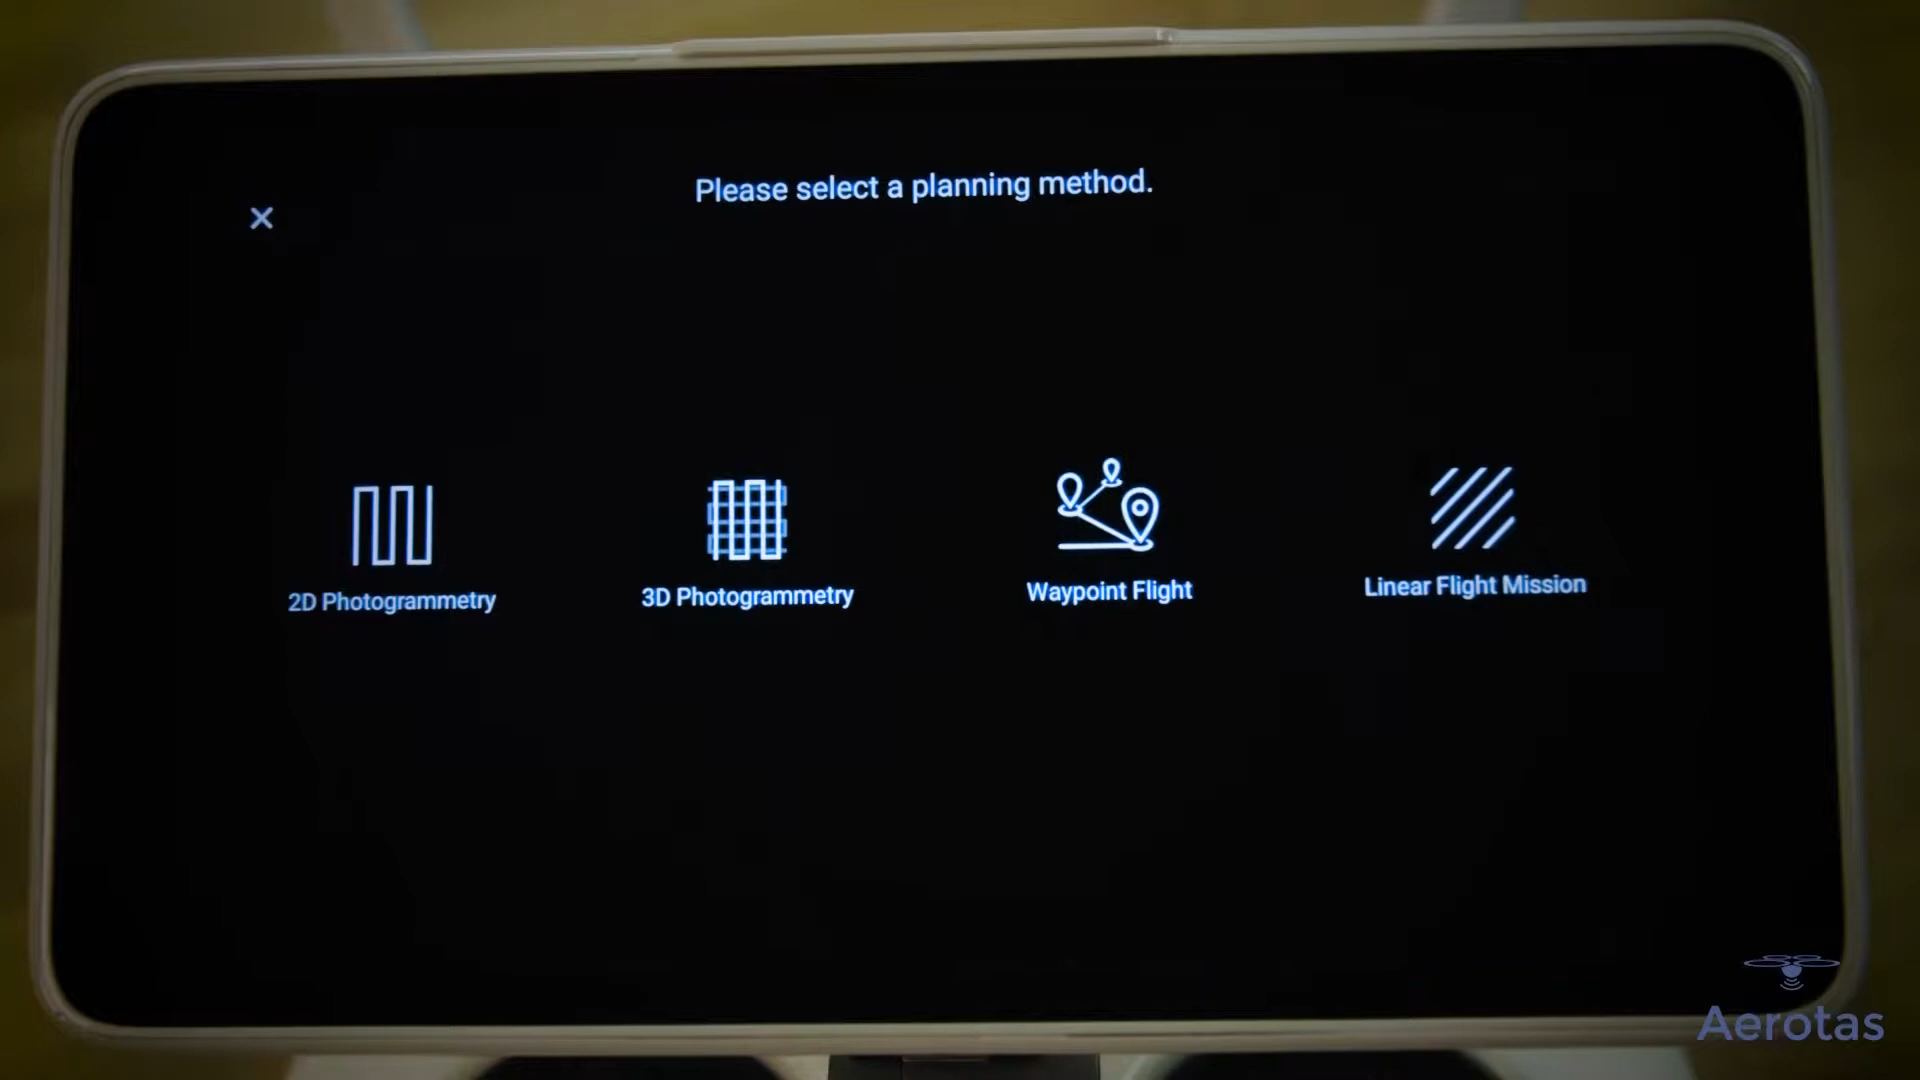 Please select a planning method.
2D Photogrammetry
3D Photogrammetry
Waypoint Flight
Linear Flight Mission
Aerotas